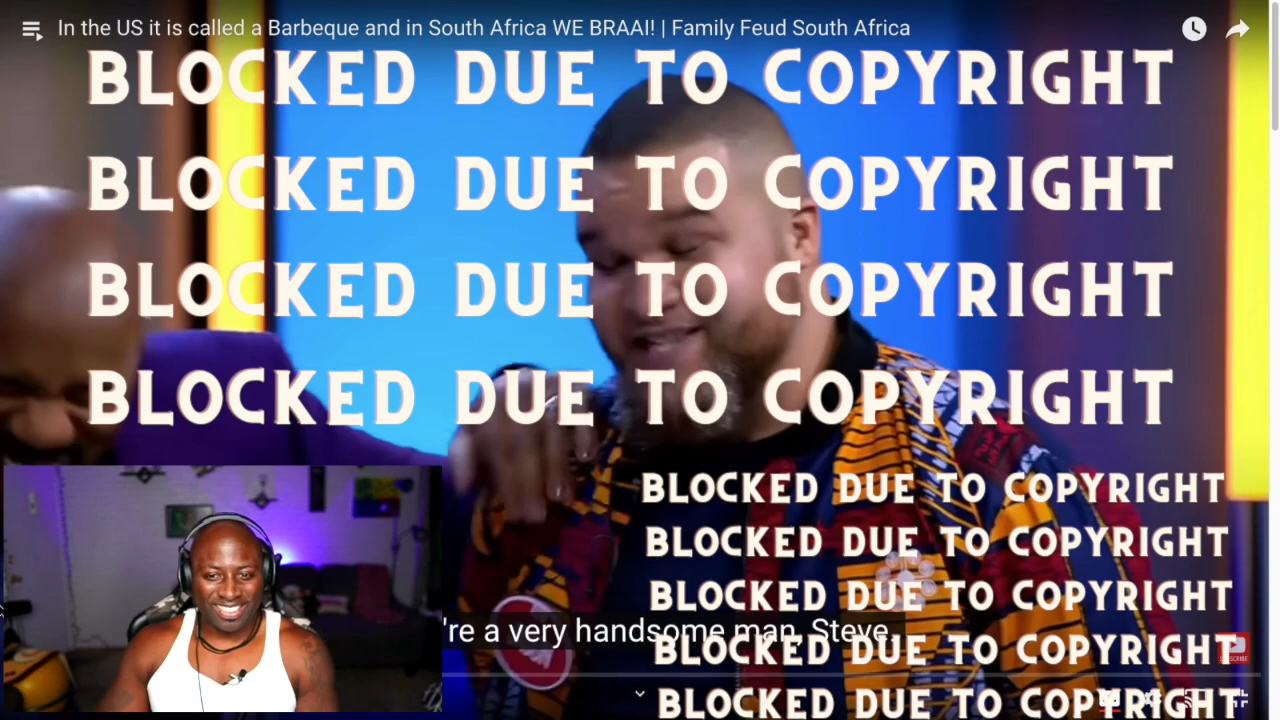 In the US it is called a Barbeque and in South Africa WE BRAAI! | Family Feud South Africa
BLOCKED DUE TO COPYRIGHT
BLOCKED DUE TO COPYRIGHT
BLOCKED DUE TO COPYRIGHT
BLOCKED DUE TO COPYRIGHT
BLOCKED DUE TO COPYRIGHT
BLOCKED DUE TO COPYRIGHT
BLOCKED DUE TO COPYRIGHT
're a very handsome man, Steve.
BLOCKED DUE TO COPYRIGHT
SUBSCRIBE
BLOCKED DUE TO COPYRIGHT